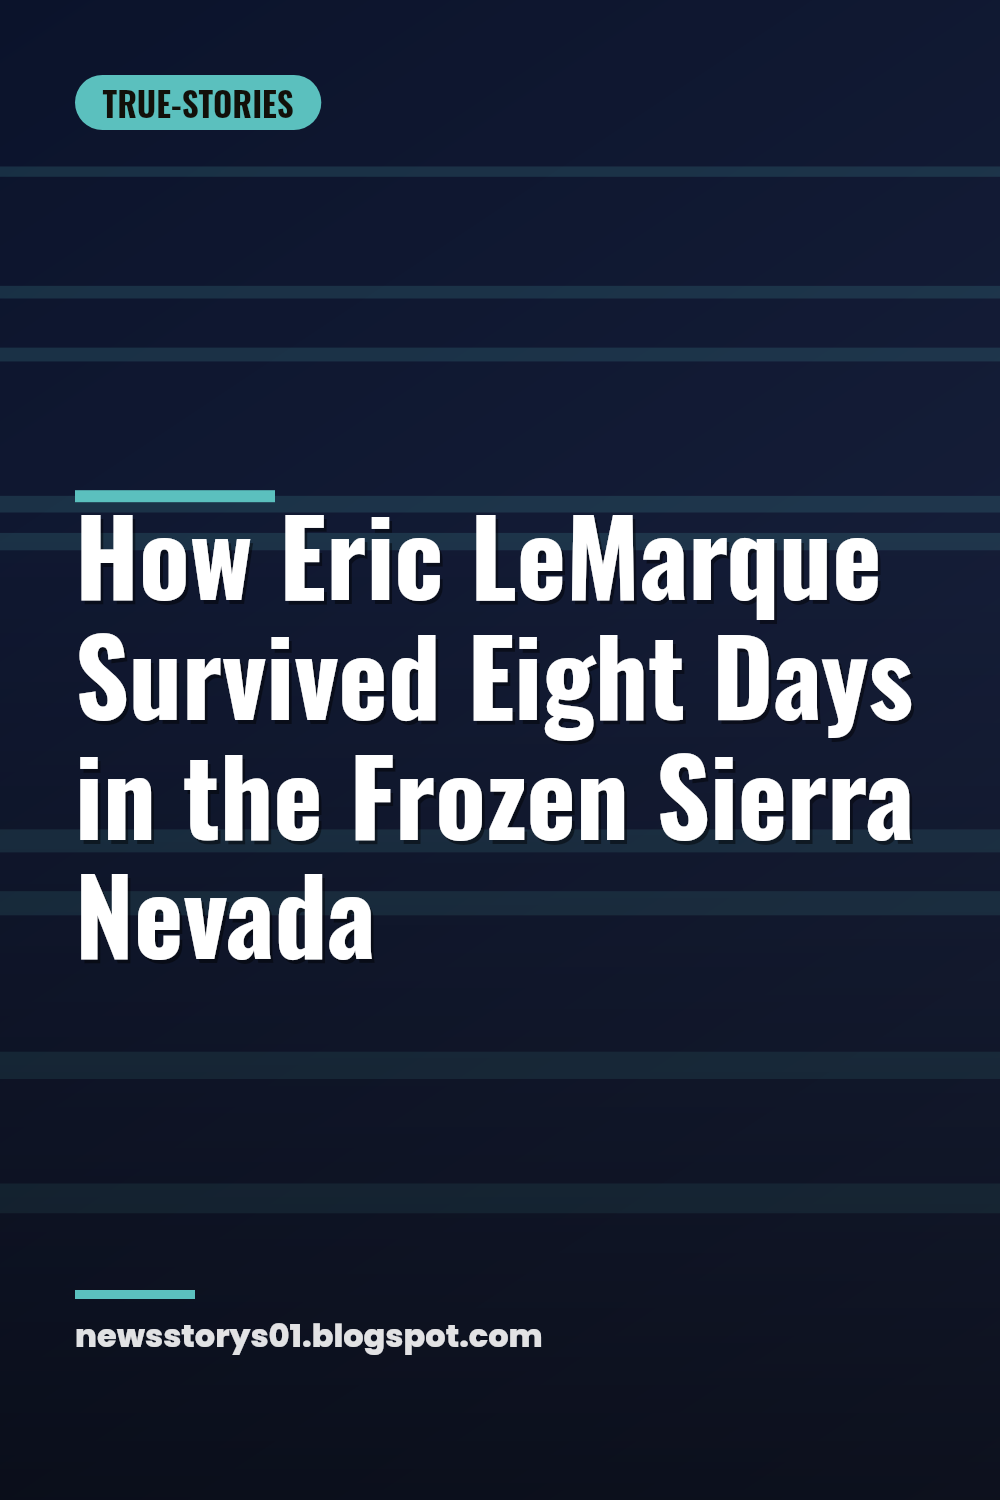 TRUE-STORIES
How Eric LeMarque
Survived Eight Days
in the Frozen Sierra
Nevada
newsstorys01.blogspot.com